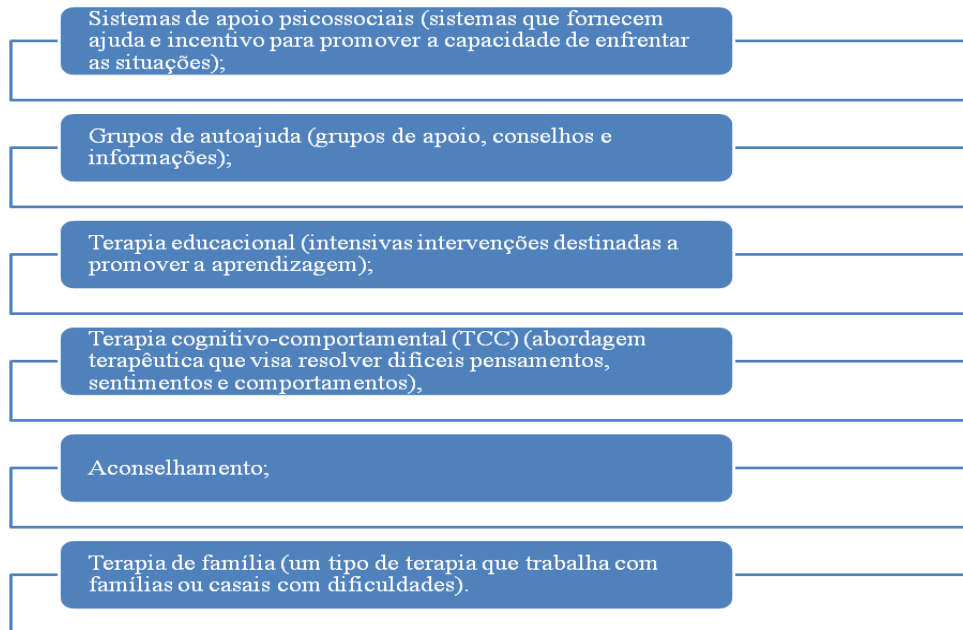 Sistemas de apoio psicossociais (sistemas que fornecem
ajuda e incentivo para promover a capacidade de enfrentar
as situações);
Grupos de autoajuda (grupos de apoio, conselhos e
informações);
Terapia educacional (intensivas intervenções destinadas a
promover a aprendizagem);
Terapia cognitivo-comportamental (TCC) (abordagem
terapêutica que visa resolver difíceis pensamentos,
sentimentos e comportamentos),
Aconselhamento;
Terapia de família (um tipo de terapia que trabalha com
famílias ou casais com dificuldades).